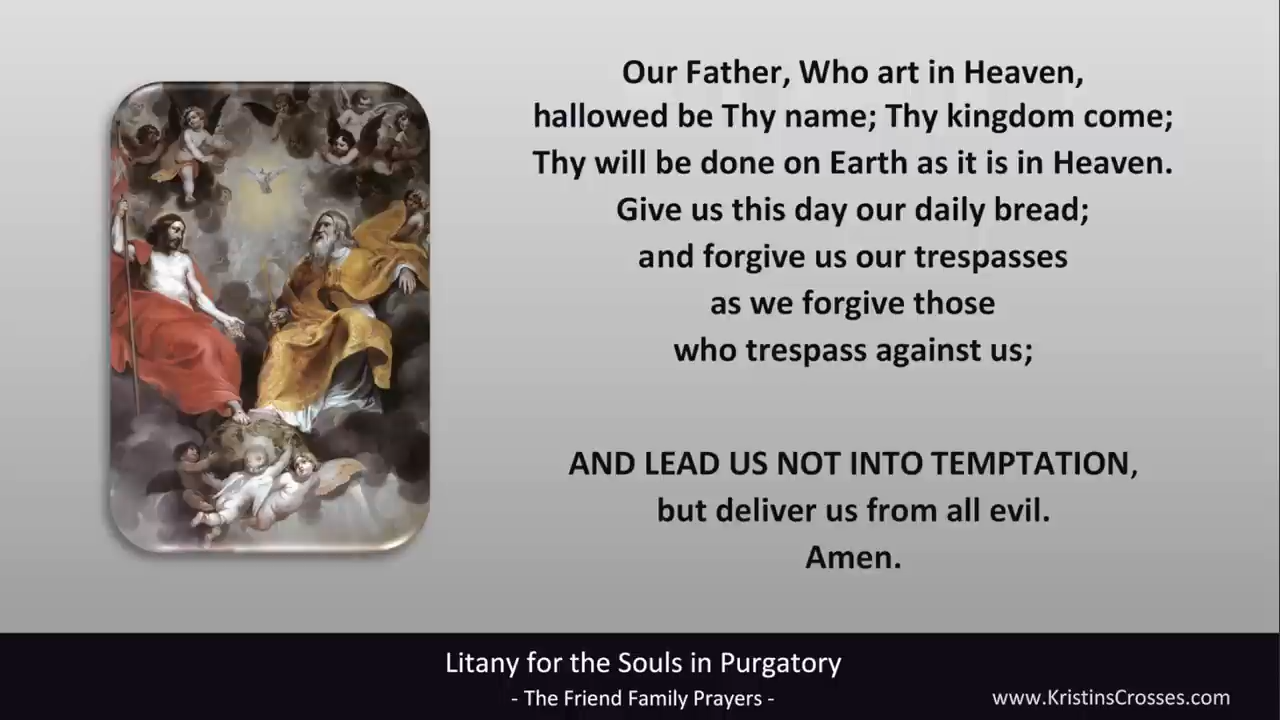 Our Father, Who art in Heaven,
hallowed be Thy name; Thy kingdom come;
Thy will be done on Earth as it is in Heaven.
Give us this day our daily bread;
and forgive us our trespasses
as we forgive those
who trespass against us;
AND LEAD US NOT INTO TEMPTATION,
but deliver us from all evil.
Amen.
Litany for the Souls in Purgatory
- The Friend Family Prayers -
www.KristinsCrosses.com